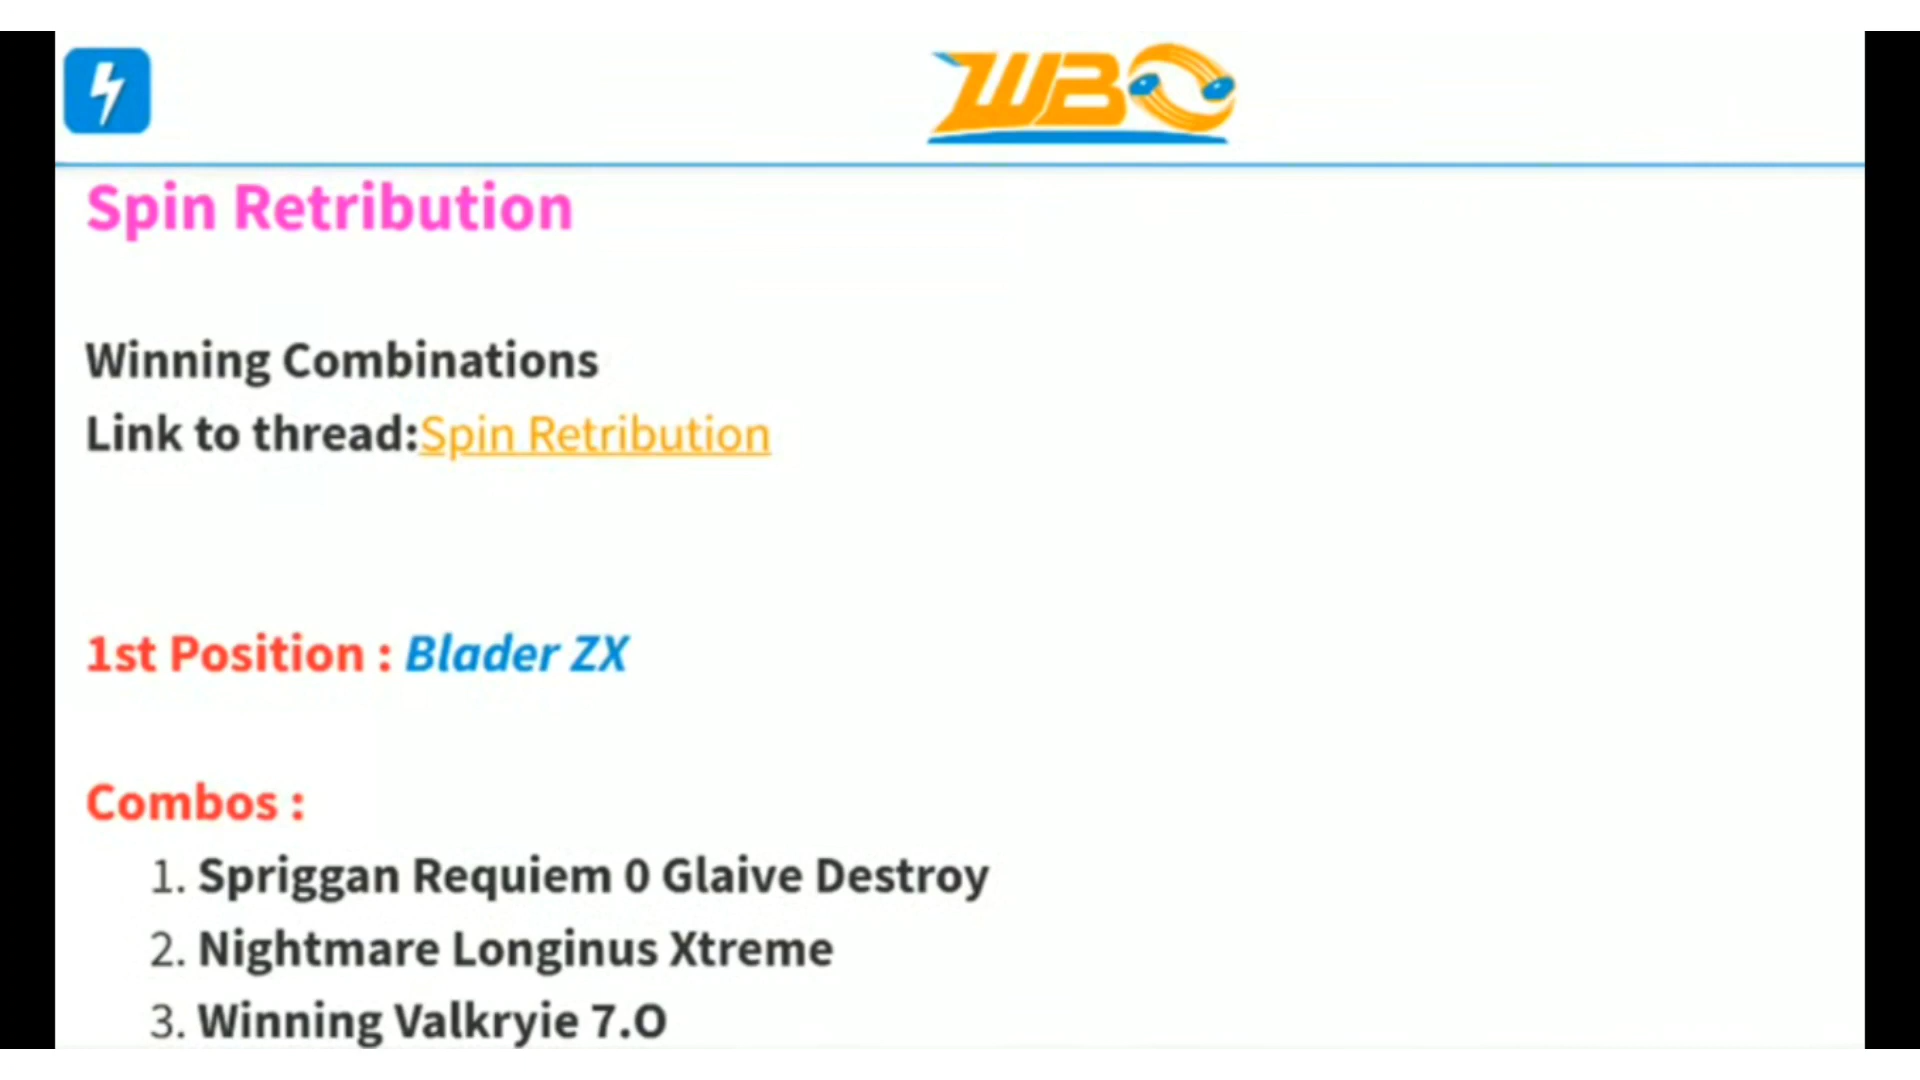 WBO
Spin Retribution
Winning Combinations
Link to thread:Spin Retribution
1st Position : Blader ZX
Combos :
1. Spriggan Requiem 0 Glaive Destroy
2. Nightmare Longinus Xtreme
3. Winning Valkryie 7.O